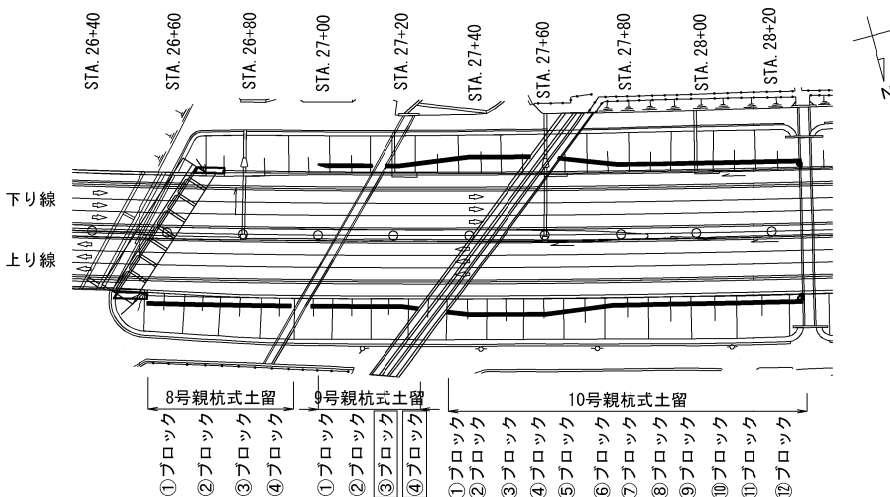 STA. 26+40
STA. 26+60
STA. 26+80
STA. 27+00
STA. 27+20
STA. 27+40
STA. 27+60
STA. 27+80
STA. 28+00
STA. 28+20
N
下り線
上り線
8号親杭式土留
9号親杭式土留
10号親杭式土留
①ブロック
②ブロック
③ブロック
④ブロック
①ブロック
②ブロック
③ブロック
④ブロック
①ブロック
②ブロック
③ブロック
④ブロック
⑤ブロック
⑥ブロック
⑦ブロック
⑧ブロック
⑨ブロック
⑩ブロック
⑪ブロック
⑫ブロック